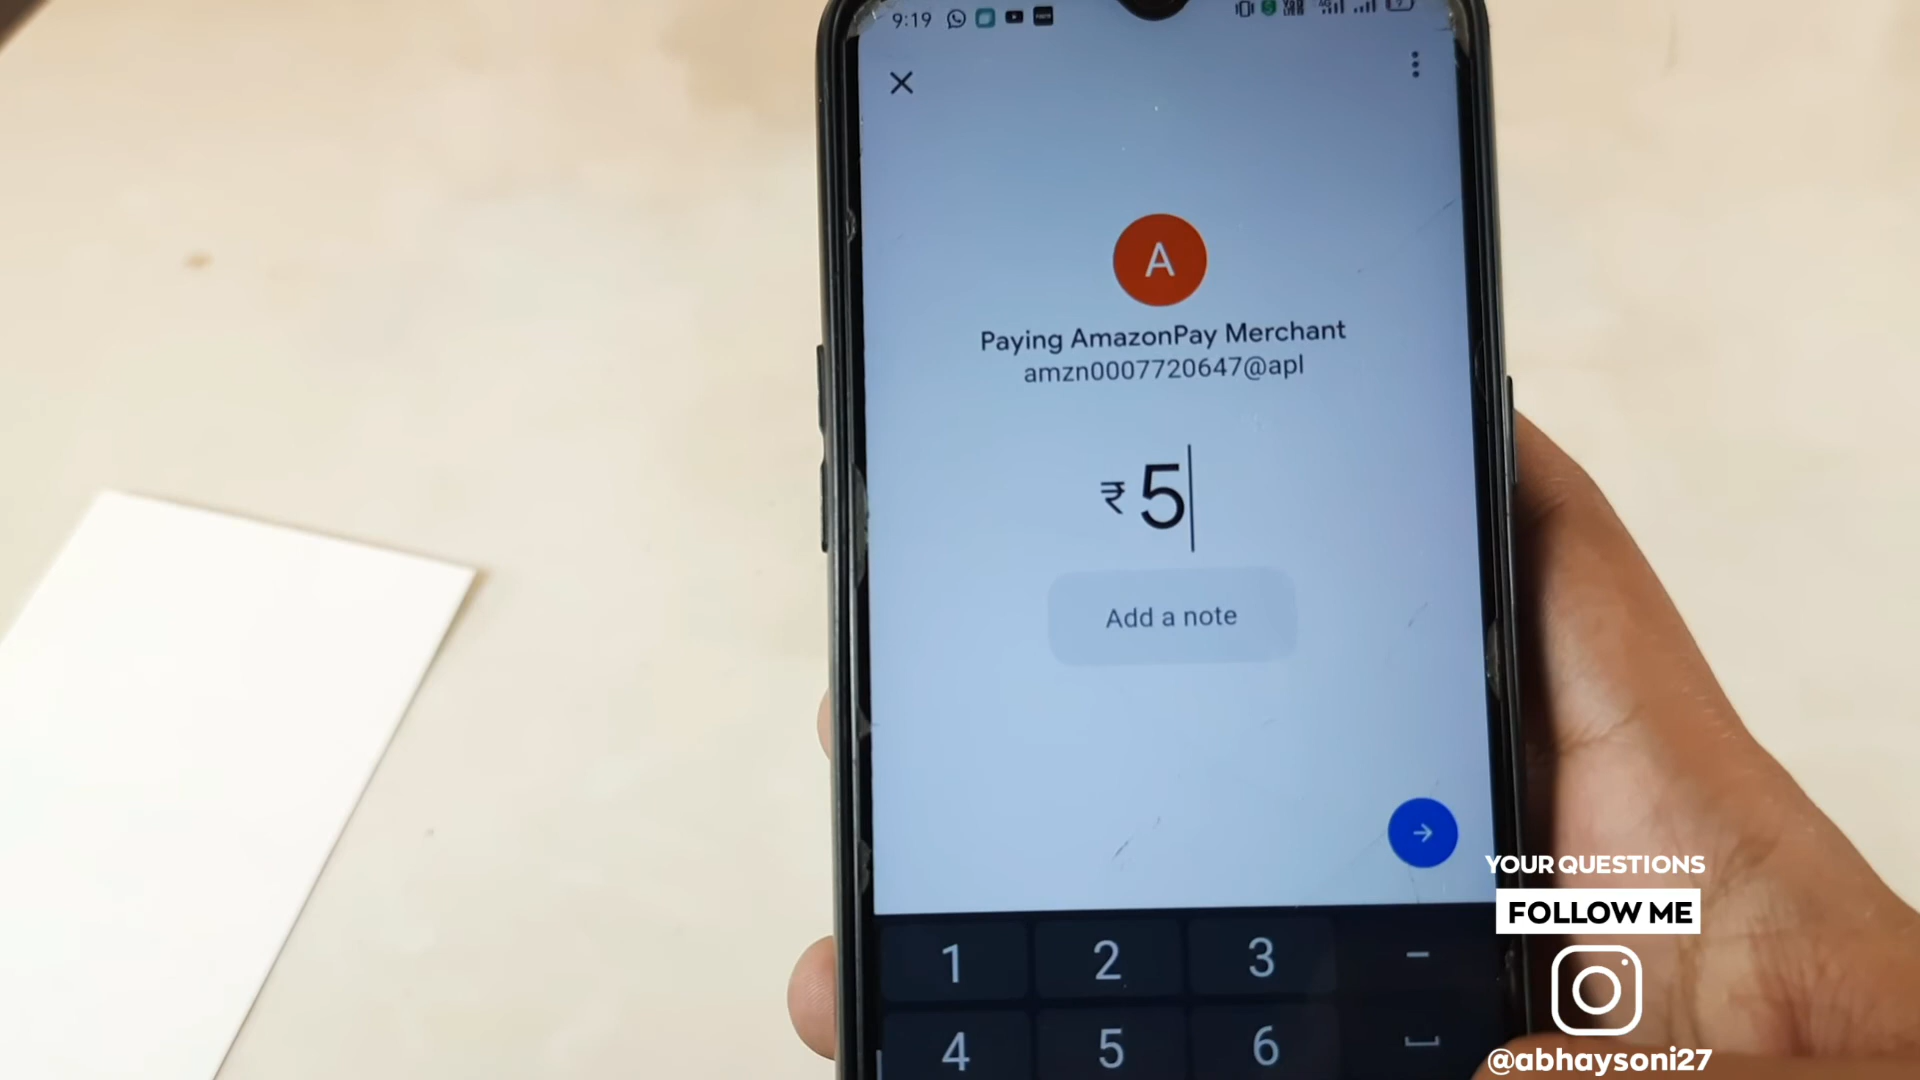 9:19
A
Paying AmazonPay Merchant
amzn0007720647@apl
₹5
Add a note
YOUR QUESTIONS
FOLLOW ME
@abhaysoni27
1 2 3 -
4 5 6